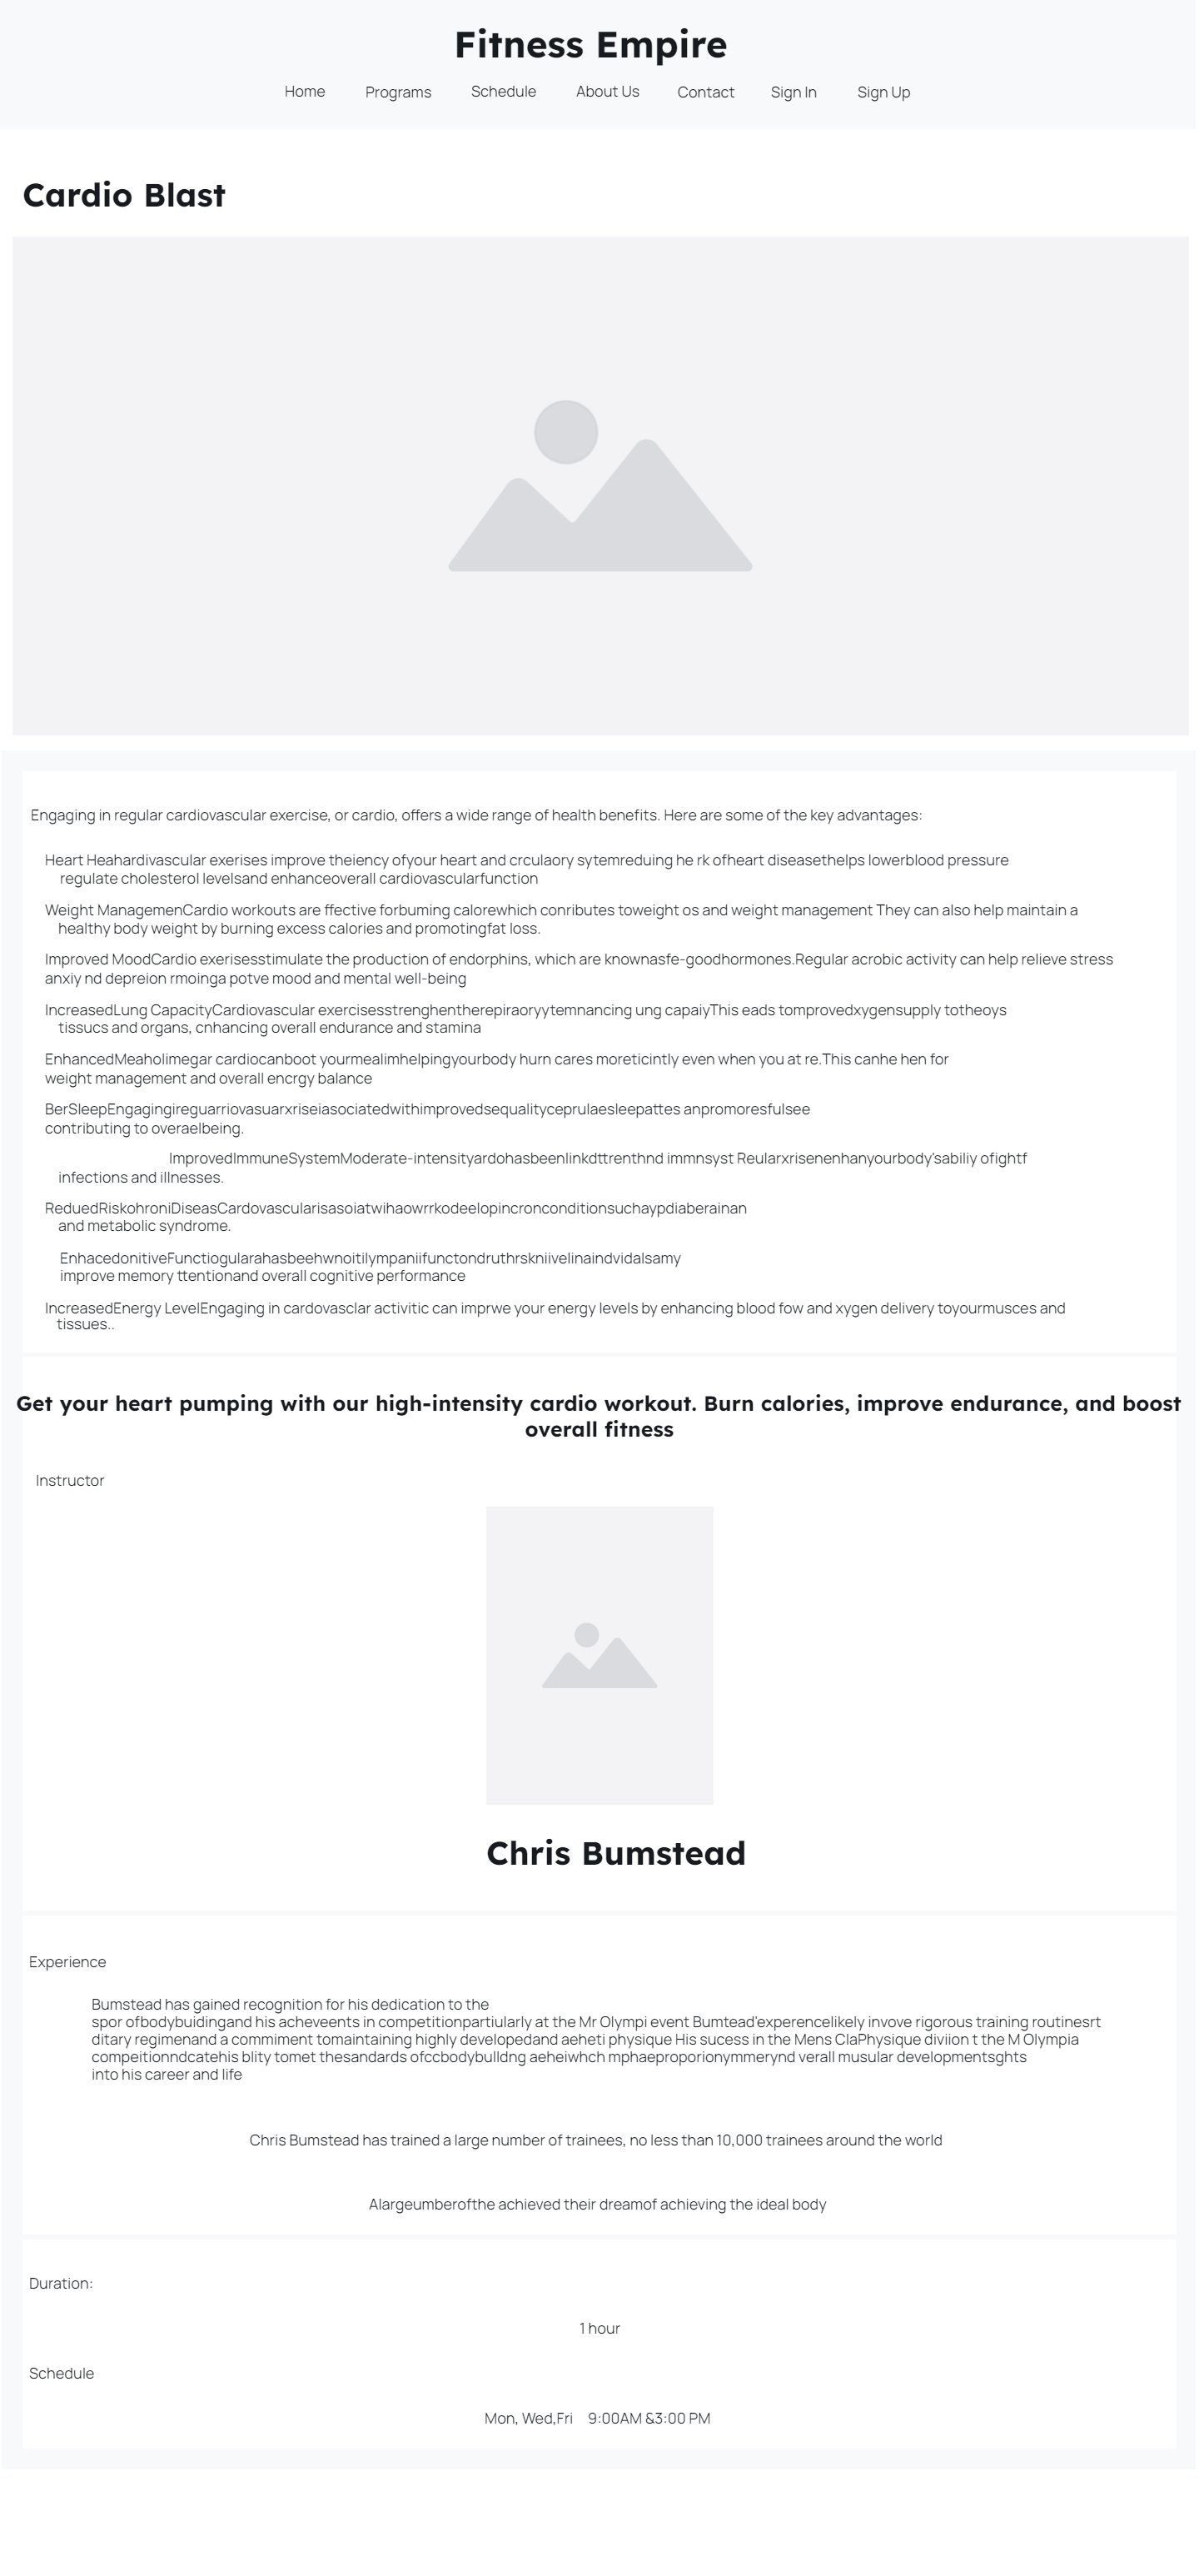 Fitness Empire
Home Programs Schedule About Us Contact Sign In Sign Up
Cardio Blast
Engaging in regular cardiovascular exercise, or cardio, offers a wide range of health benefits. Here are some of the key advantages:
Heart Heahardivascular exerises improve theiency ofyour heart and crculaory sytemreduing he rk ofheart diseasethelps lowerblood pressure
regulate cholesterol levelsand enhanceoverall cardiovascularfunction
Weight ManagemenCardio workouts are ffective forbuming calorewhich conributes toweight os and weight management They can also help maintain a
healthy body weight by burning excess calories and promotingfat loss.
Improved MoodCardio exerisesstimulate the production of endorphins, which are knownasfe-goodhormones.Regular acrobic activity can help relieve stress
anxiy nd depreion rmoinga potve mood and mental well-being
IncreasedLung CapacityCardiovascular exercisesstrenghentherepiraoryytemnancing ung capaiyThis eads tomprovedxygensupply totheoys
tissucs and organs, cnhancing overall endurance and stamina
EnhancedMeaholimegar cardiocanboot yourmealimhelpingyourbody hurn cares moreticintly even when you at re.This canhe hen for
weight management and overall encrgy balance
BerSleepEngagingireguarriovasuarxriseiasociatedwithimprovedsequalityceprulaesleepattes anpromoresfulsee
contributing to overaelbeing.
ImprovedImmuneSystemModerate-intensityardohasbeenlinkdttrenthnd immnsyst Reularxrisenenhanyourbody'sabiliy ofightf
infections and illnesses.
ReduedRiskohroniDiseasCardovascularisasoiatwihaowrrkodeelopincronconditionsuchaypdiaberainan
and metabolic syndrome.
EnhacedonitiveFunctiogularahasbeehwnoitilympaniifunctondruthrskniivelinaindvidalsamy
improve memory ttentionand overall cognitive performance
IncreasedEnergy LevelEngaging in cardovasclar activitic can imprwe your energy levels by enhancing blood fow and xygen delivery toyourmusces and
tissues..
Get your heart pumping with our high-intensity cardio workout. Burn calories, improve endurance, and boost
overall fitness
Instructor
Chris Bumstead
Experience
Bumstead has gained recognition for his dedication to the
spor ofbodybuidingand his acheveents in competitionpartiularly at the Mr Olympi event Bumtead'experencelikely invove rigorous training routinesrt
ditary regimenand a commiment tomaintaining highly developedand aeheti physique His sucess in the Mens ClaPhysique diviion t the M Olympia
compeitionndcatehis blity tomet thesandards ofccbodybulldng aeheiwhch mphaeproporionymmerynd verall musular developmentsghts
into his career and life
Chris Bumstead has trained a large number of trainees, no less than 10,000 trainees around the world
Alargeumberofthe achieved their dreamof achieving the ideal body
Duration:
1 hour
Schedule
Mon, Wed,Fri 9:00AM &3:00 PM